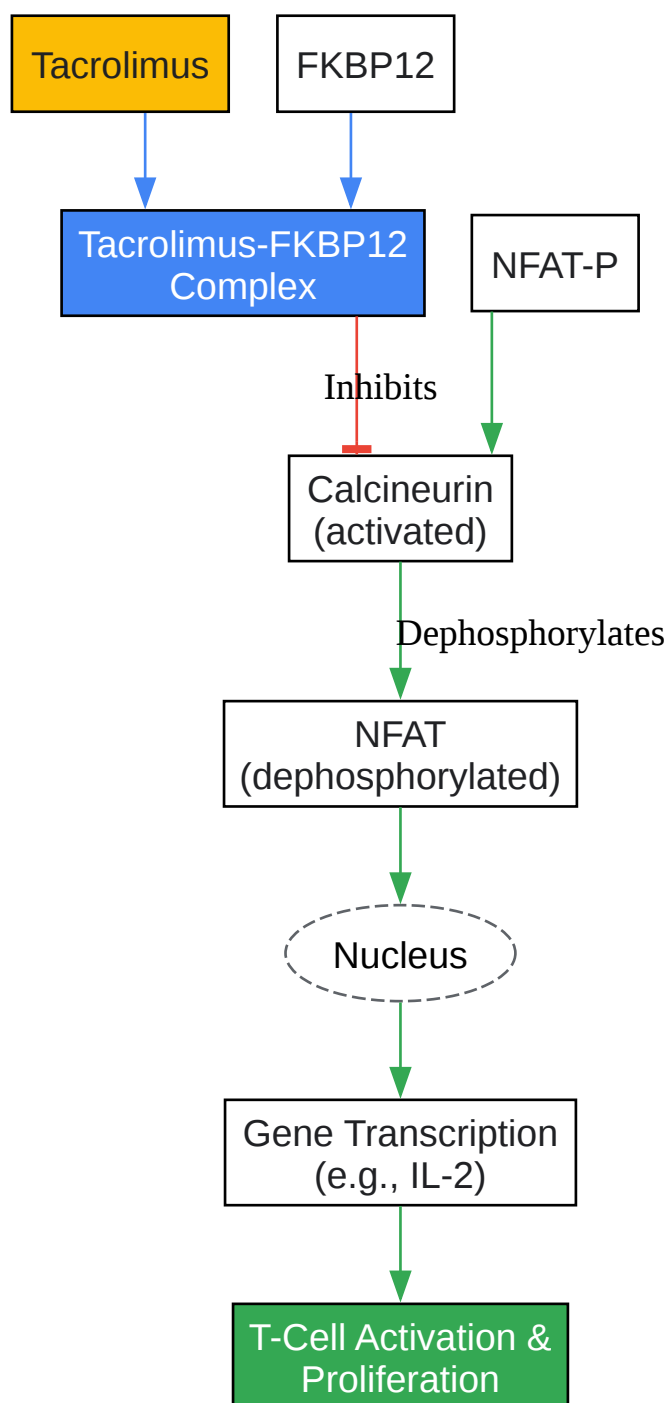 Tacrolimus
FKBP12
Tacrolimus-FKBP12
Complex
NFAT-P
Inhibits
Calcineurin
(activated)
Dephosphorylates
NFAT
(dephosphorylated)
Nucleus
Gene Transcription
(e.g., IL-2)
T-Cell Activation &
Proliferation